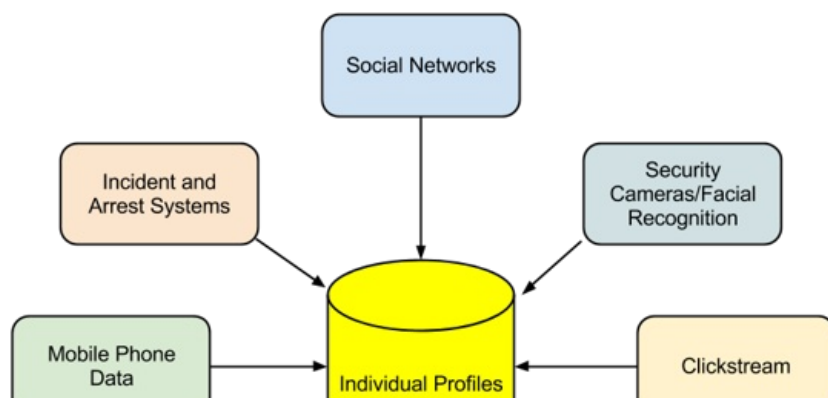 Social Networks
Incident and
Arrest Systems
Security
Cameras/Facial
Recognition
Mobile Phone
Data
Individual Profiles
Clickstream